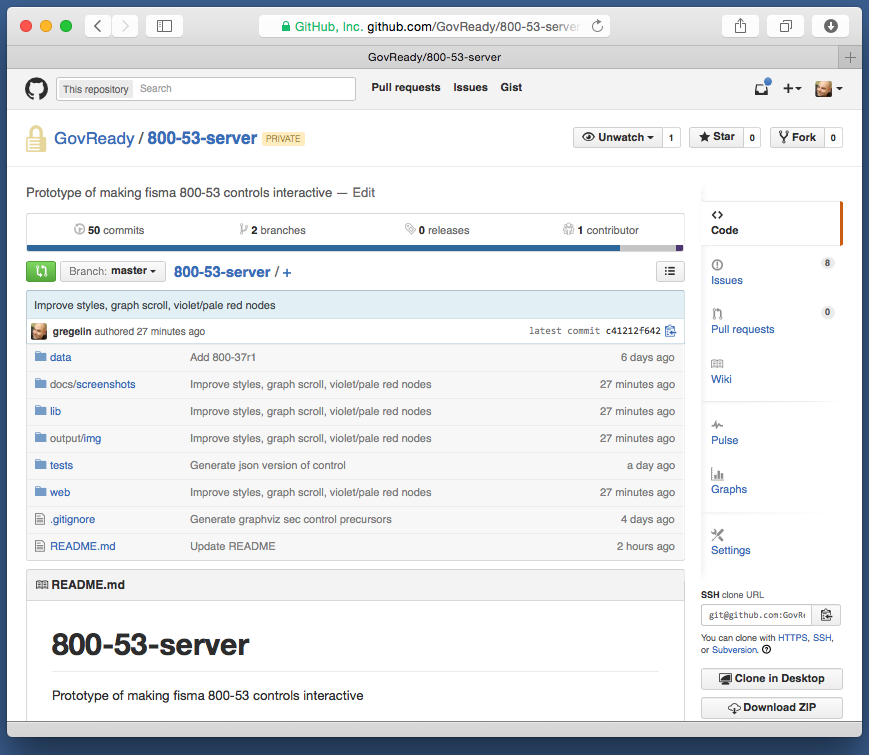 GitHub, Inc. github.com/GovReady/800-53-server
GovReady/800-53-server
This repository Search Pull requests Issues Gist
GovReady / 800-53-server PRIVATE Unwatch 1 Star 0 Fork 0
Prototype of making fisma 800-53 controls interactive — Edit
50 commits 2 branches 0 releases 1 contributor
Branch: master 800-53-server / +
Improve styles, graph scroll, violet/pale red nodes
gregelin authored 27 minutes ago latest commit c41212f642
data Add 800-37r1 6 days ago
docs/screenshots Improve styles, graph scroll, violet/pale red nodes 27 minutes ago
lib Improve styles, graph scroll, violet/pale red nodes 27 minutes ago
output/img Improve styles, graph scroll, violet/pale red nodes 27 minutes ago
tests Generate json version of control a day ago
web Improve styles, graph scroll, violet/pale red nodes 27 minutes ago
.gitignore Generate graphviz sec control precursors 4 days ago
README.md Update README 2 hours ago
README.md
800-53-server
Prototype of making fisma 800-53 controls interactive
Code
Issues 8
Pull requests 0
Wiki
Pulse
Graphs
Settings
SSH clone URL
git@github.com:GovRe
You can clone with HTTPS, SSH,
or Subversion.
Clone in Desktop
Download ZIP